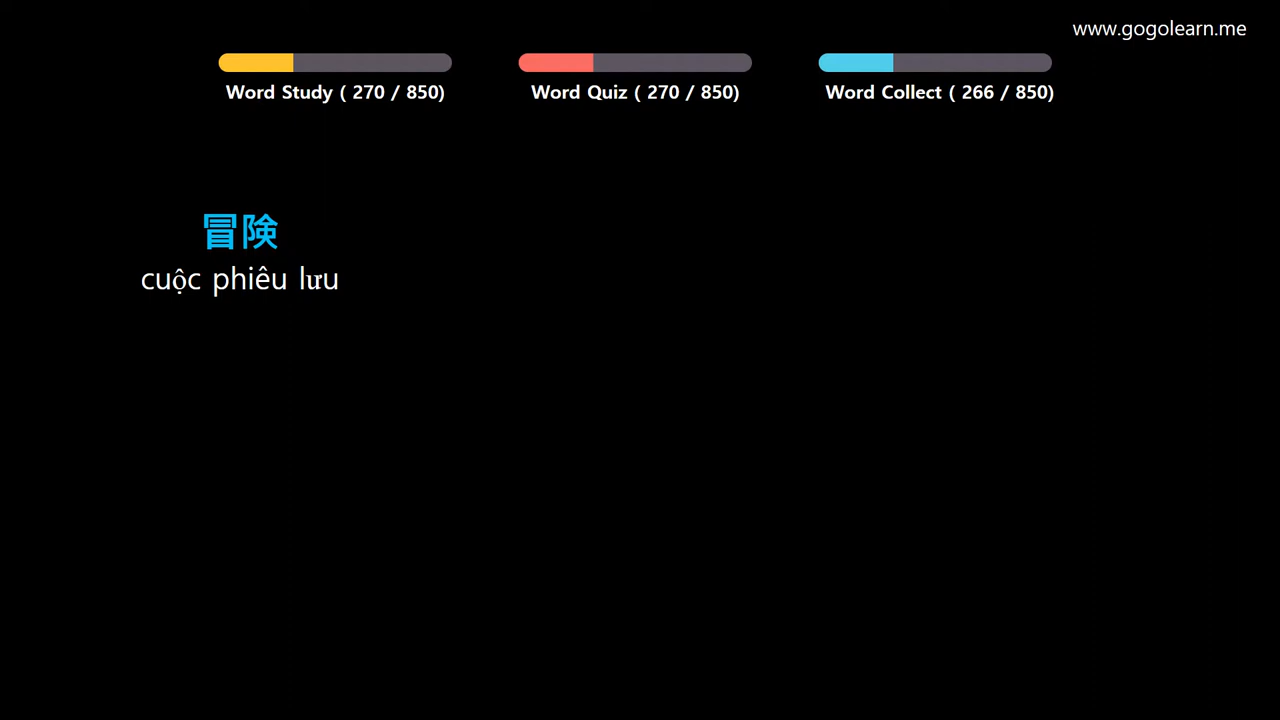 www.gogolearn.me
Word Study ( 270 / 850)
Word Quiz ( 270 / 850)
Word Collect ( 266 / 850)
冒険
cuộc phiêu lưu